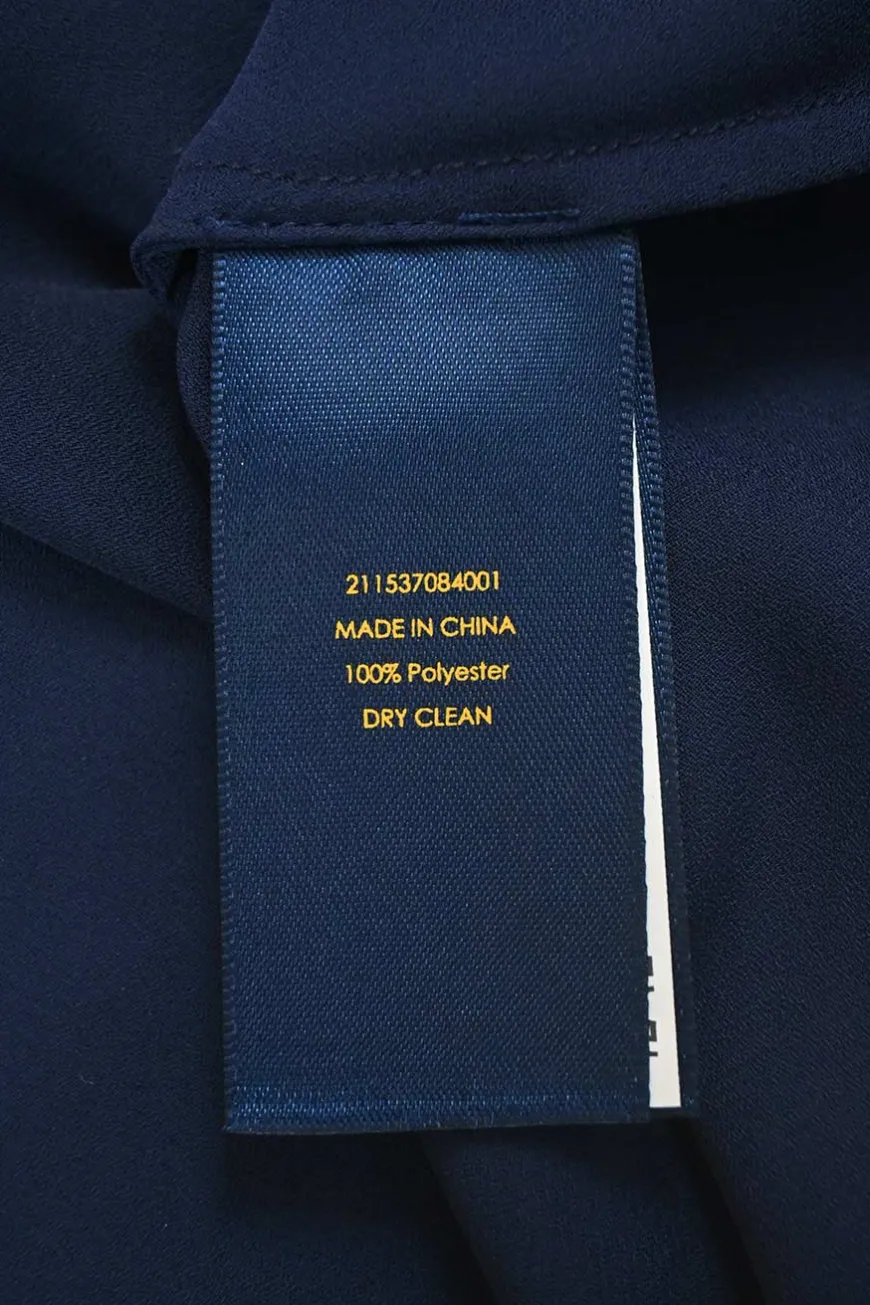 211537084001
MADE IN CHINA
100% Polyester
DRY CLEAN